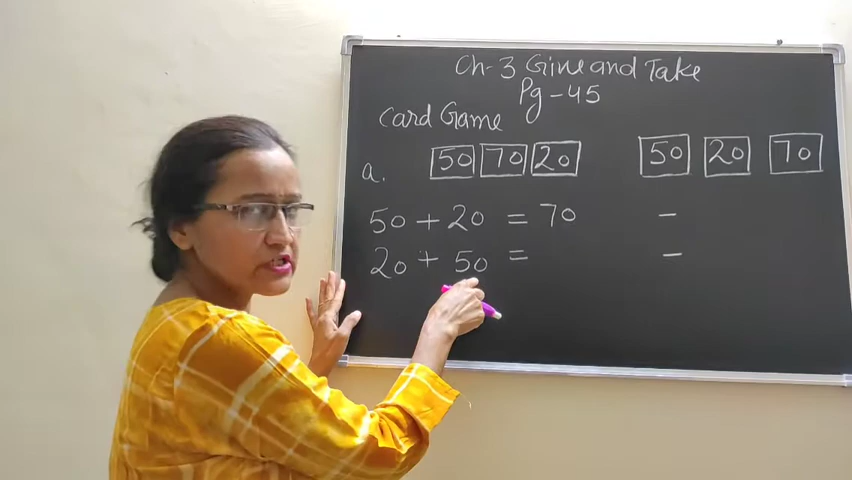 Ch-3 Give and Take
Pg-45
Card Game
a. 50 70 20 50 20 70
50 + 20 = 70 -
20 + 50 = -